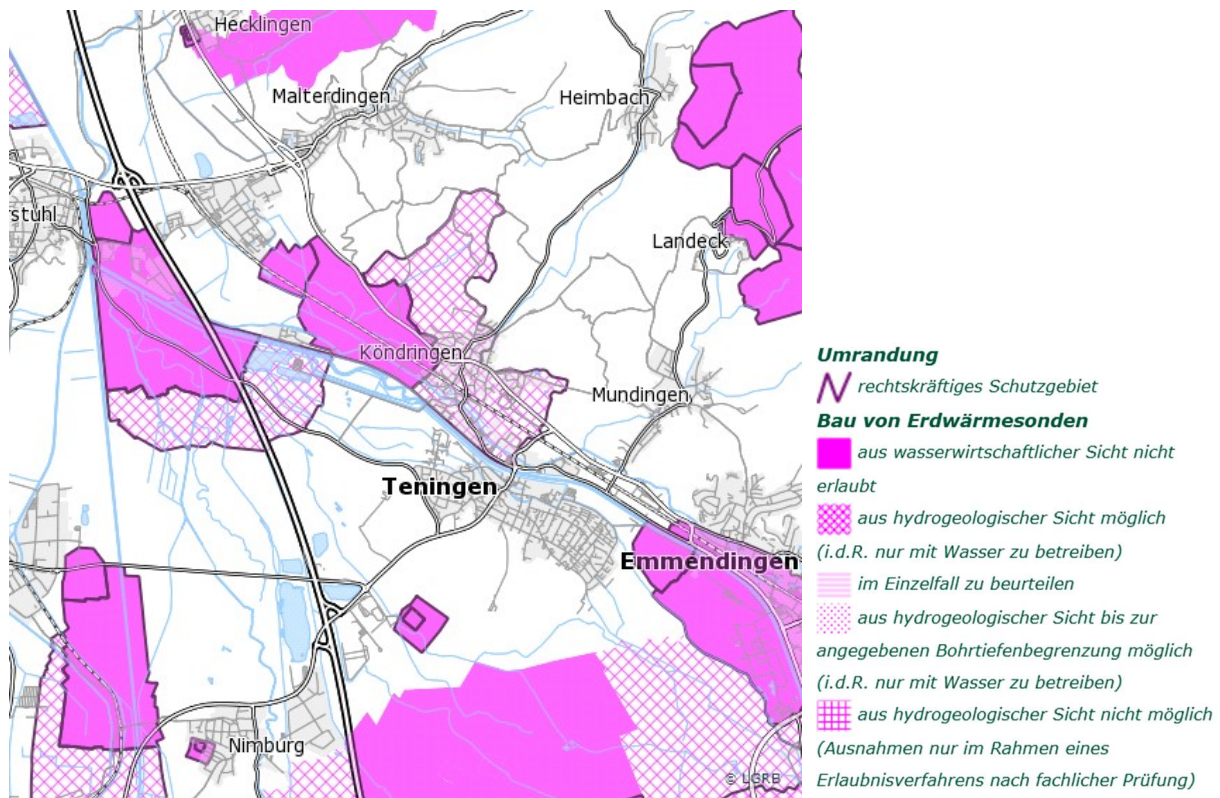 Hecklingen
Malterdingen
Heimbach
stuhl
Landeck
Köndringen
Mundingen
Teningen
Emmendingen
Nimburg
© LGRB
Umrandung
rechtskräftiges Schutzgebiet
Bau von Erdwärmesonden
aus wasserwirtschaftlicher Sicht nicht
erlaubt
aus hydrogeologischer Sicht möglich
(i.d.R. nur mit Wasser zu betreiben)
im Einzelfall zu beurteilen
aus hydrogeologischer Sicht bis zur
angegebenen Bohrtiefenbegrenzung möglich
(i.d.R. nur mit Wasser zu betreiben)
aus hydrogeologischer Sicht nicht möglich
(Ausnahmen nur im Rahmen eines
Erlaubnisverfahrens nach fachlicher Prüfung)